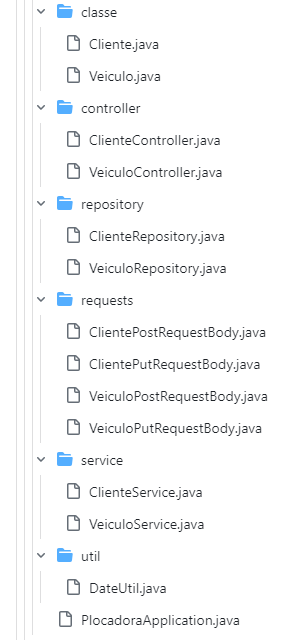 classe
Cliente.java
Veiculo.java
controller
ClienteController.java
VeiculoController.java
repository
ClienteRepository.java
VeiculoRepository.java
requests
ClientePostRequestBody.java
ClientePutRequestBody.java
VeiculoPostRequestBody.java
VeiculoPutRequestBody.java
service
ClienteService.java
VeiculoService.java
util
DateUtil.java
PlocadoraApplication.java